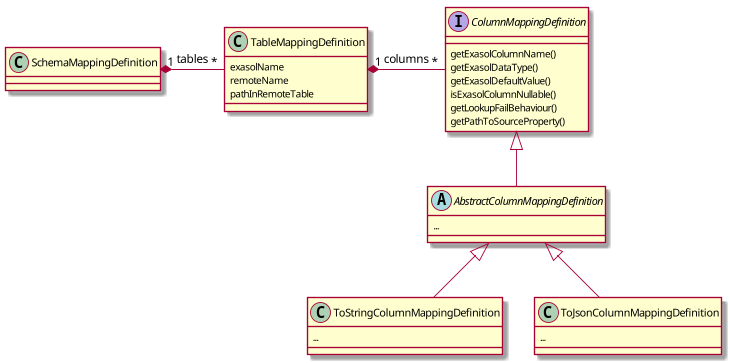 C SchemaMappingDefinition
1 tables *
C TableMappingDefinition
exasolName
remoteName
pathInRemoteTable
1 columns *
I ColumnMappingDefinition
getExasolColumnName()
getExasolDataType()
getExasolDefaultValue()
isExasolColumnNullable()
getLookupFailBehaviour()
getPathToSourceProperty()
A AbstractColumnMappingDefinition
...
C ToStringColumnMappingDefinition
...
C ToJsonColumnMappingDefinition
...